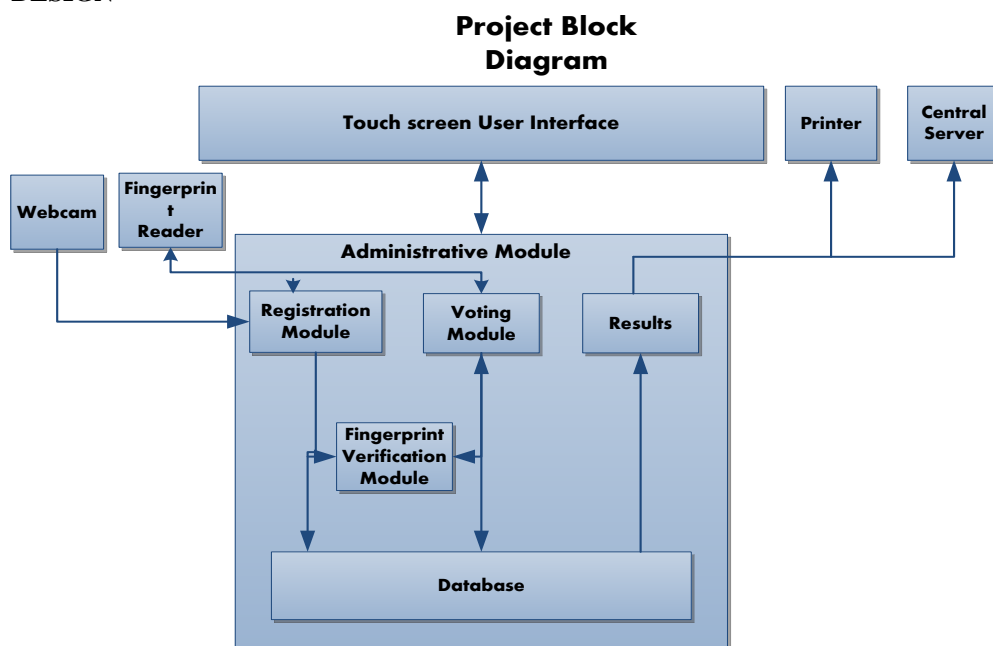 Project Block
Diagram
Touch screen User Interface
Printer
Central
Server
Webcam
Fingerprin
t
Reader
Administrative Module
Registration
Module
Voting
Module
Results
Fingerprint
Verification
Module
Database